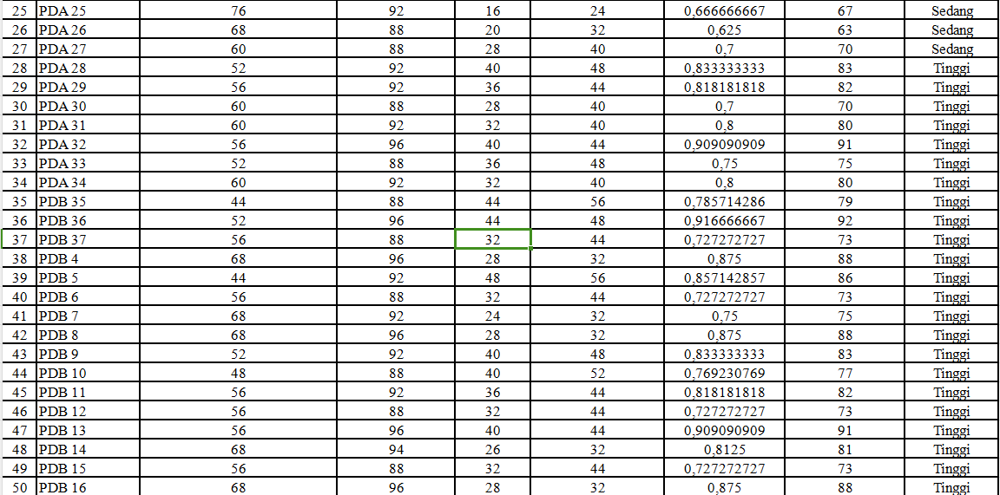 25 PDA 25 76 92 16 24 0,666666667 67 Sedang
26 PDA 26 68 88 20 32 0,625 63 Sedang
27 PDA 27 60 88 28 40 0,7 70 Sedang
28 PDA 28 52 92 40 48 0,833333333 83 Tinggi
29 PDA 29 56 92 36 44 0,818181818 82 Tinggi
30 PDA 30 60 88 28 40 0,7 70 Tinggi
31 PDA 31 60 92 32 40 0,8 80 Tinggi
32 PDA 32 56 96 40 44 0,909090909 91 Tinggi
33 PDA 33 52 88 36 48 0,75 75 Tinggi
34 PDA 34 60 92 32 40 0,8 80 Tinggi
35 PDB 35 44 88 44 56 0,785714286 79 Tinggi
36 PDB 36 52 96 44 48 0,916666667 92 Tinggi
37 PDB 37 56 88 32 44 0,727272727 73 Tinggi
38 PDB 4 68 96 28 32 0,875 88 Tinggi
39 PDB 5 44 92 48 56 0,857142857 86 Tinggi
40 PDB 6 56 88 32 44 0,727272727 73 Tinggi
41 PDB 7 68 92 24 32 0,75 75 Tinggi
42 PDB 8 68 96 28 32 0,875 88 Tinggi
43 PDB 9 52 92 40 48 0,833333333 83 Tinggi
44 PDB 10 48 88 40 52 0,769230769 77 Tinggi
45 PDB 11 56 92 36 44 0,818181818 82 Tinggi
46 PDB 12 56 88 32 44 0,727272727 73 Tinggi
47 PDB 13 56 96 40 44 0,909090909 91 Tinggi
48 PDB 14 68 94 26 32 0,8125 81 Tinggi
49 PDB 15 56 88 32 44 0,727272727 73 Tinggi
50 PDB 16 68 96 28 32 0,875 88 Tinggi